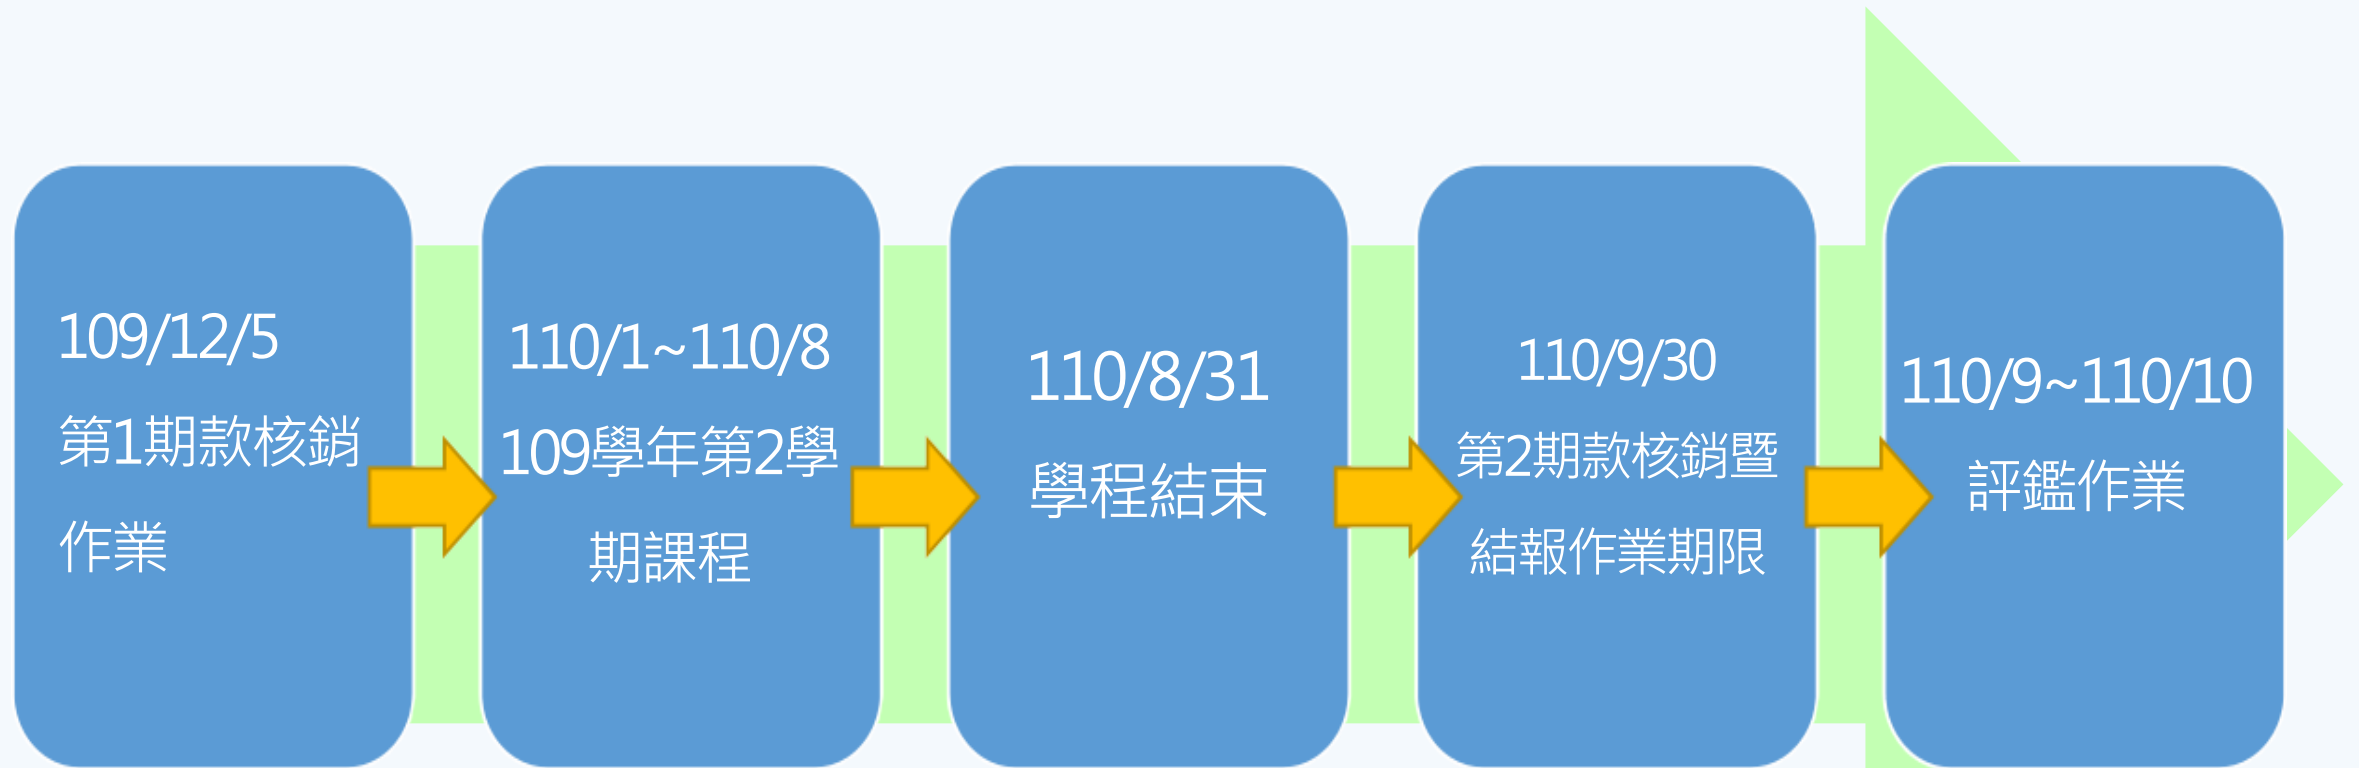 109/12/5
第1期款核銷
作業
110/1~110/8
109學年第2學
期課程
110/8/31
學程結束
110/9/30
第2期款核銷暨
結報作業期限
110/9~110/10
評鑑作業